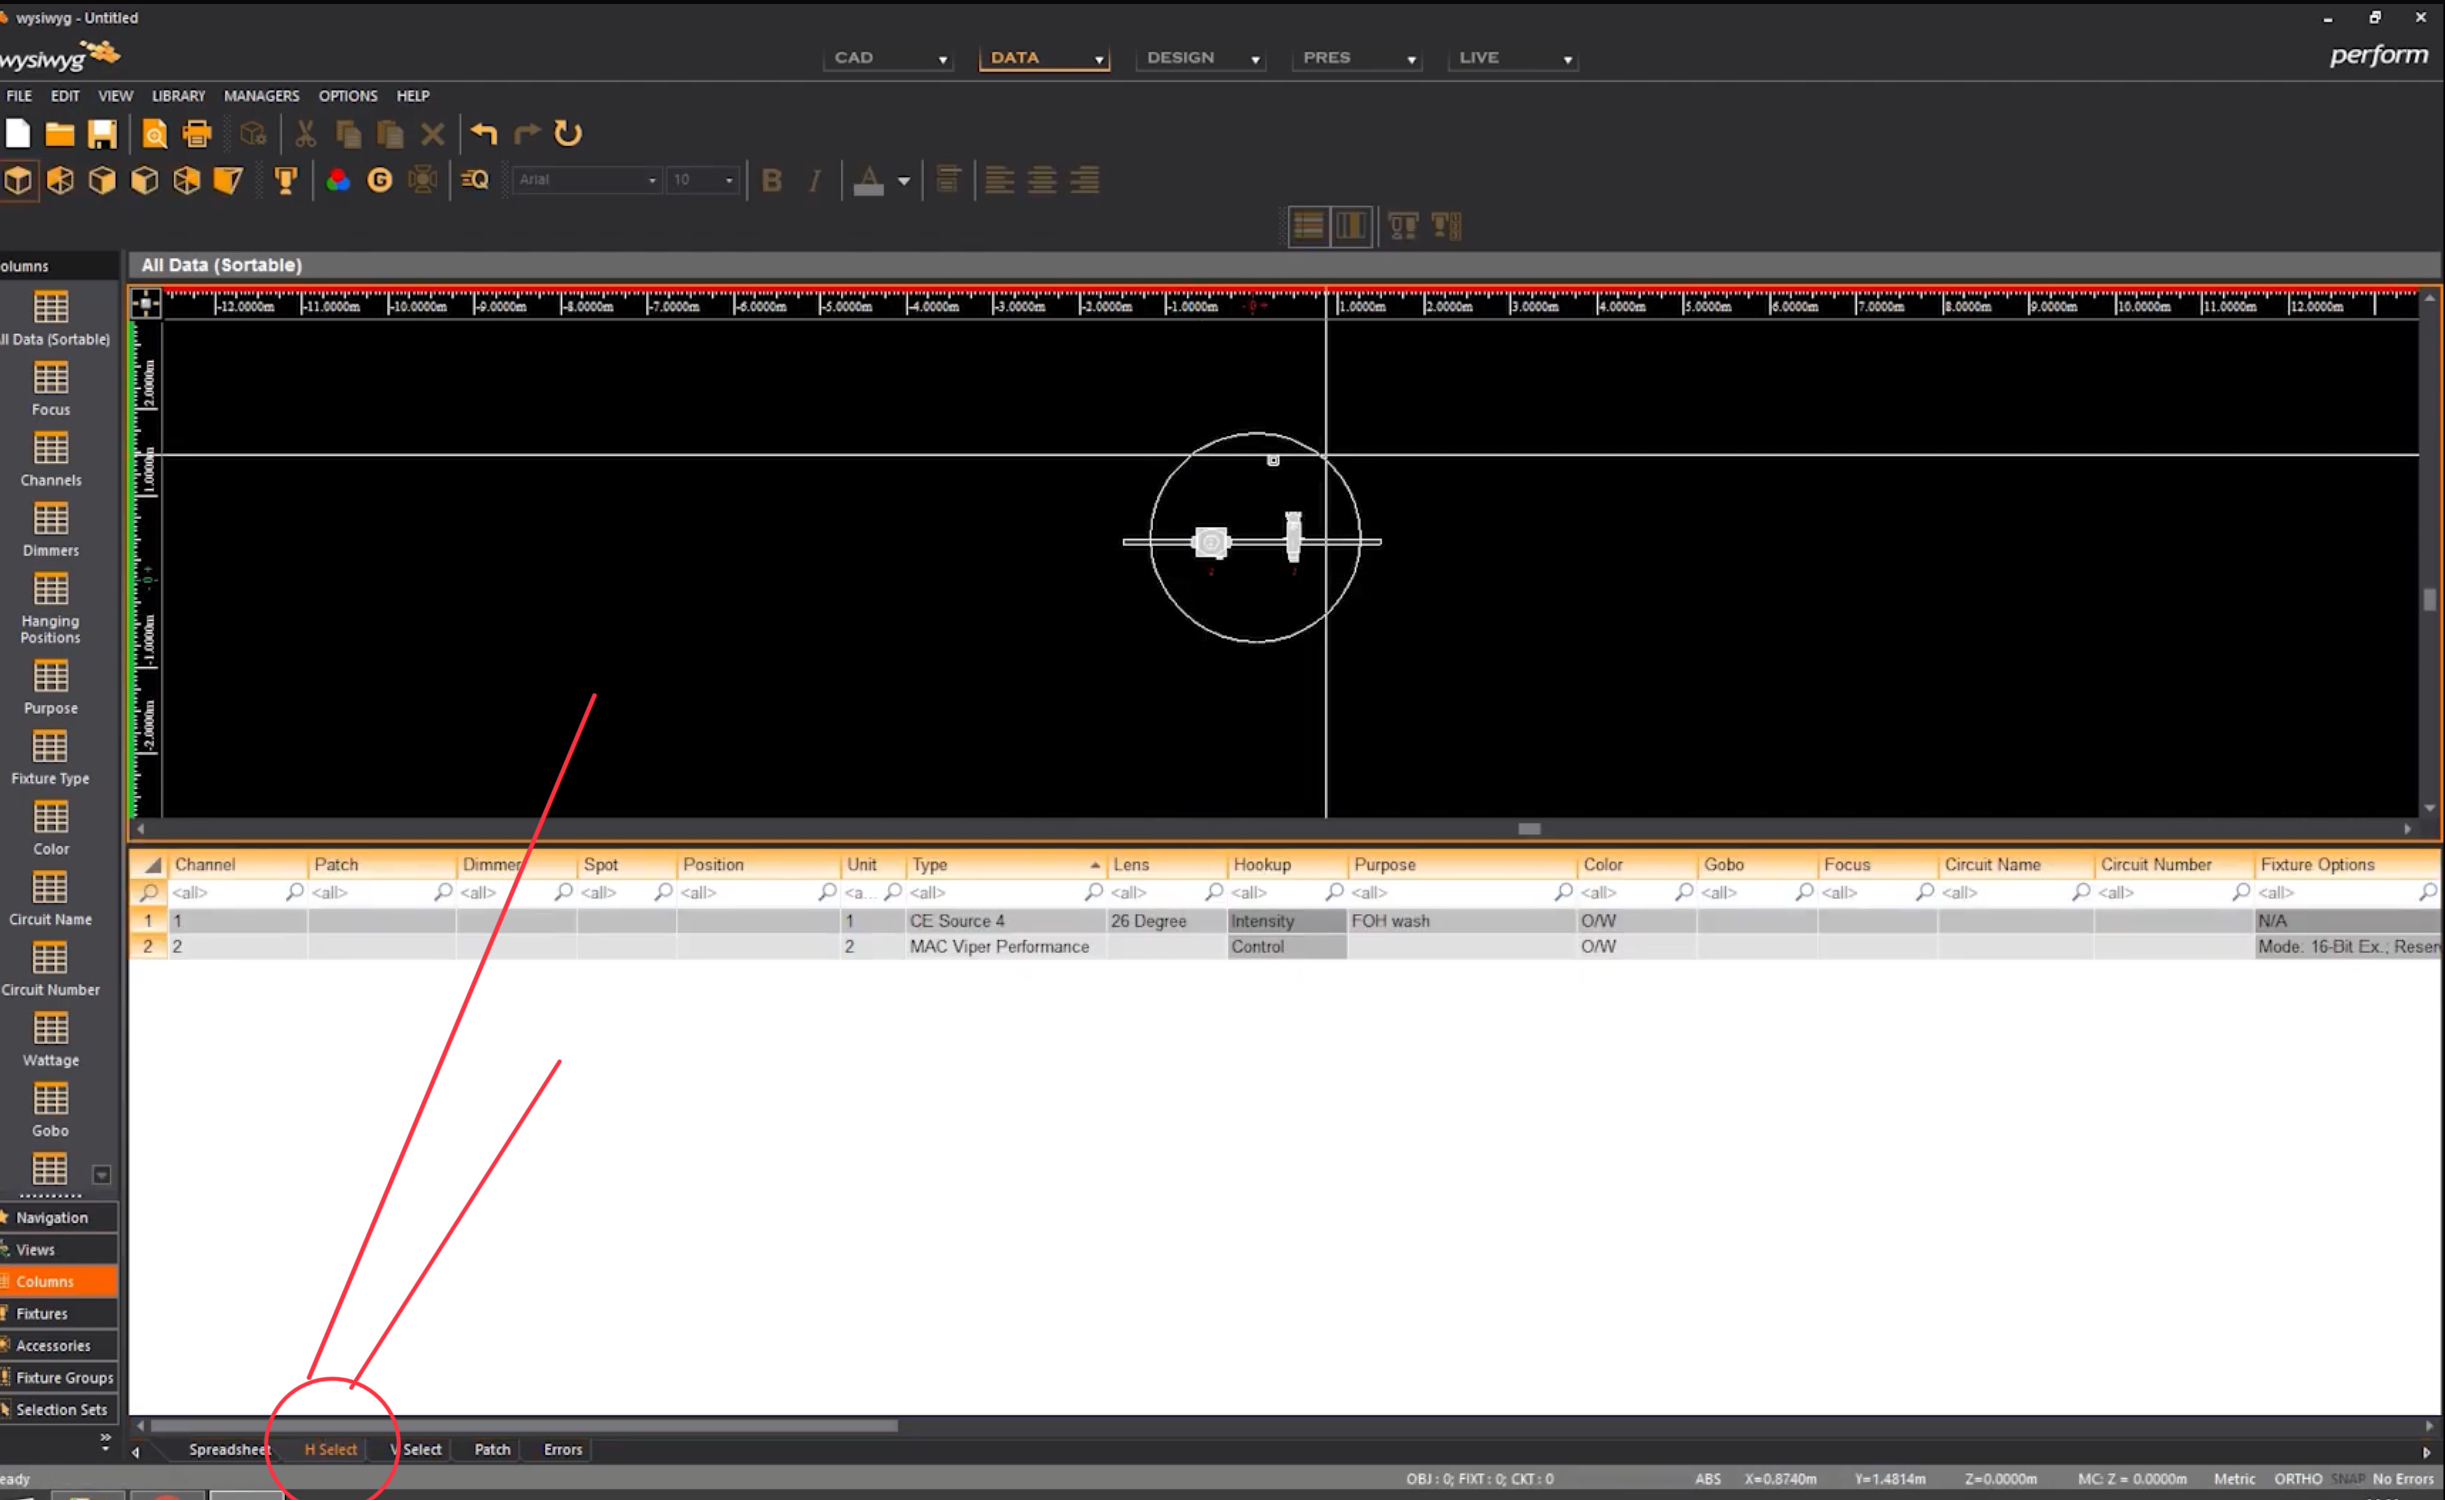 wysiwyg - Untitled
wysiwyg
CAD DATA DESIGN PRES LIVE
perform
FILE EDIT VIEW LIBRARY MANAGERS OPTIONS HELP
G Q Arial 10 B I A
olumns
All Data (Sortable)
-12.0000m -11.0000m -10.0000m -9.0000m -8.0000m -7.0000m -6.0000m -5.0000m -4.0000m -3.0000m -2.0000m -1.0000m 1.0000m 2.0000m 3.0000m 4.0000m 5.0000m 6.0000m 7.0000m 8.0000m 9.0000m 10.0000m 11.0000m 12.0000m
2.0000m
1.0000m
-1.0000m
-2.0000m
ll Data (Sortable)
Focus
Channels
Dimmers
Hanging
Positions
Purpose
Fixture Type
Color
Circuit Name
Circuit Number
Wattage
Gobo
Navigation
Views
Columns
Fixtures
Accessories
Fixture Groups
Selection Sets
Channel Patch Dimmer Spot Position Unit Type Lens Hookup Purpose Color Gobo Focus Circuit Name Circuit Number Fixture Options
<all> <all> <all> <all> <all> <a... <all> <all> <all> <all> <all> <all> <all> <all> <all> <all>
1 1 1 CE Source 4 26 Degree Intensity FOH wash O/W N/A
2 2 2 MAC Viper Performance Control O/W Mode: 16-Bit Ex.; Reser
Spreadsheet H Select V Select Patch Errors
eady
OBJ : 0; FIXT : 0; CKT : 0 ABS X=0.8740m Y=1.4814m Z=0.0000m MC: Z = 0.0000m Metric ORTHO SNAP No Errors